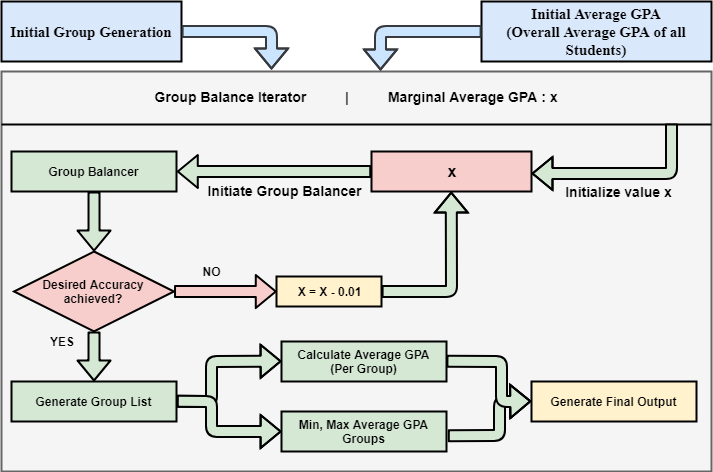 Initial Group Generation
Initial Average GPA
(Overall Average GPA of all
Students)
Group Balance Iterator | Marginal Average GPA : x
Group Balancer
Initiate Group Balancer
X
Initialize value x
Desired Accuracy
achieved?
NO
X = X - 0.01
YES
Generate Group List
Calculate Average GPA
(Per Group)
Min, Max Average GPA
Groups
Generate Final Output